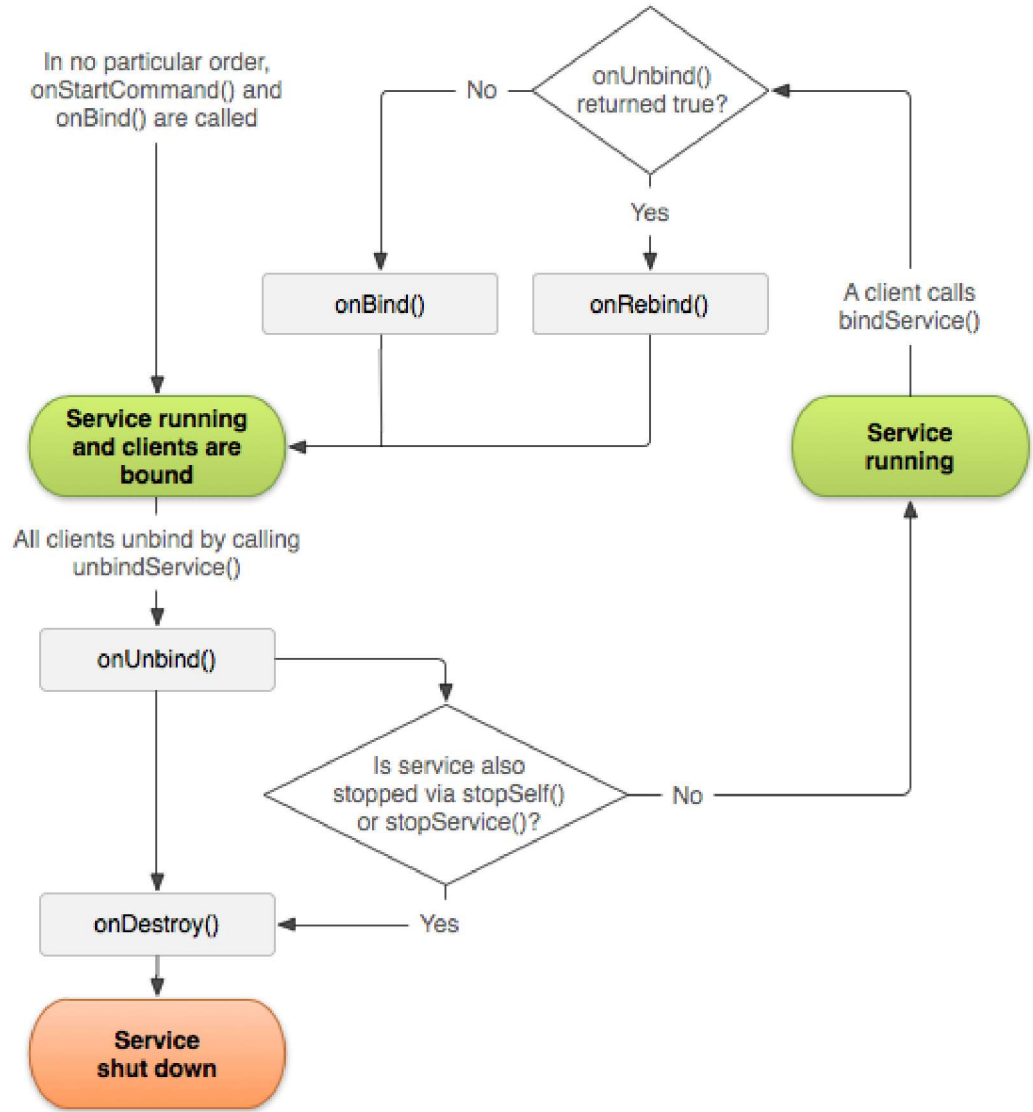 In no particular order,
onStartCommand() and
onBind() are called
onUnbind()
returned true?
No
Yes
onBind()
onRebind()
A client calls
bindService()
Service running
and clients are
bound
Service
running
All clients unbind by calling
unbindService()
onUnbind()
Is service also
stopped via stopSelf()
or stopService()?
No
Yes
onDestroy()
Service
shut down